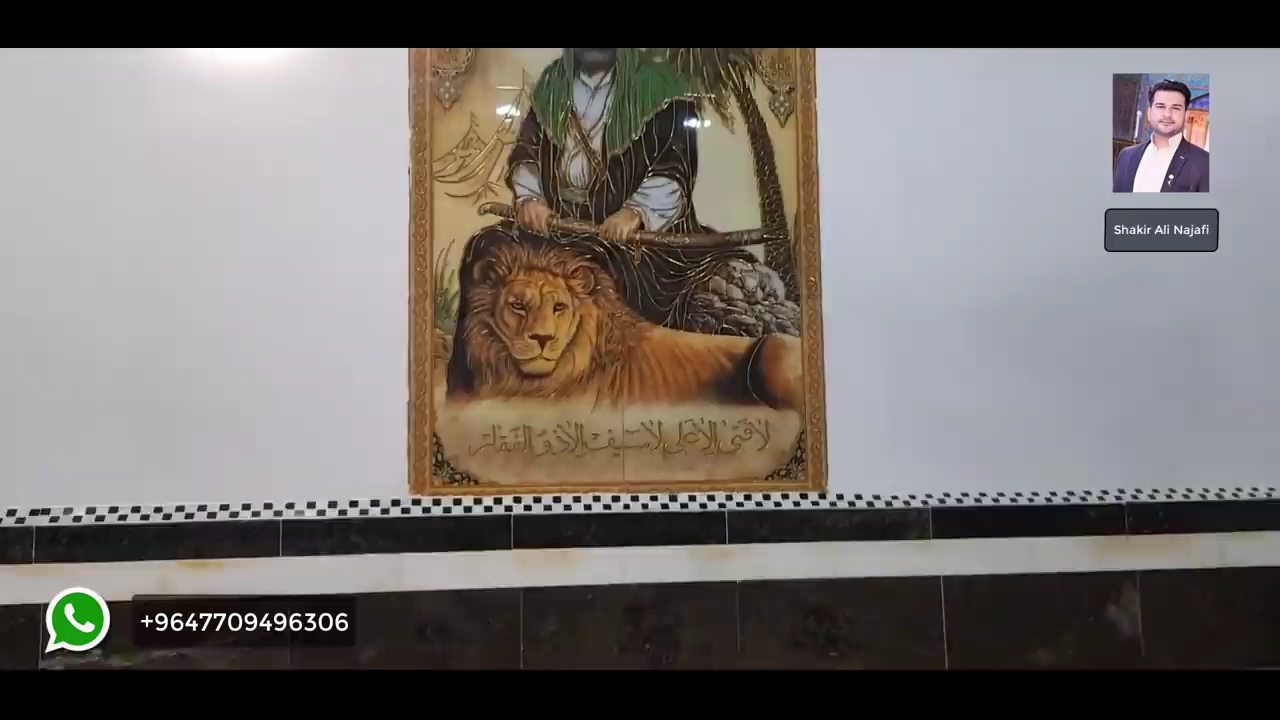 Shakir Ali Najafi
لا فتى إلا علي لا سيف إلا ذو الفقار
+9647709496306